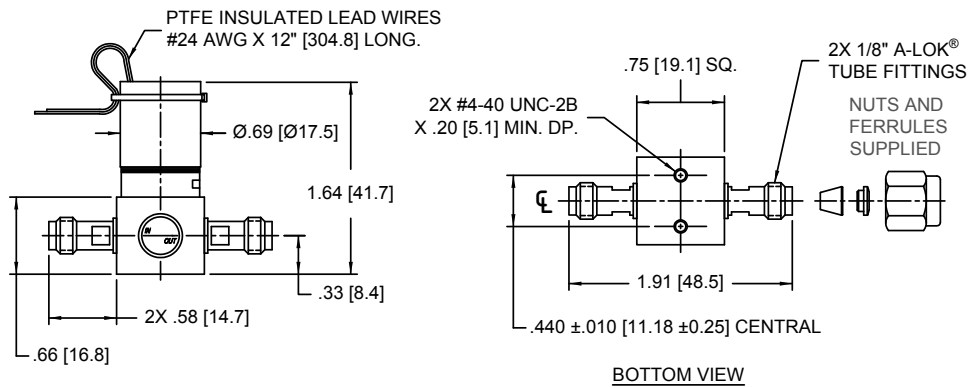 PTFE INSULATED LEAD WIRES
#24 AWG X 12" [304.8] LONG.
Ø.69 [Ø17.5]
1.64 [41.7]
IN
OUT
.33 [8.4]
2X .58 [14.7]
.66 [16.8]
.75 [19.1] SQ.
2X #4-40 UNC-2B
X .20 [5.1] MIN. DP.
2X 1/8" A-LOK®
TUBE FITTINGS
NUTS AND
FERRULES
SUPPLIED
CL
1.91 [48.5]
.440 ±.010 [11.18 ±0.25] CENTRAL
BOTTOM VIEW